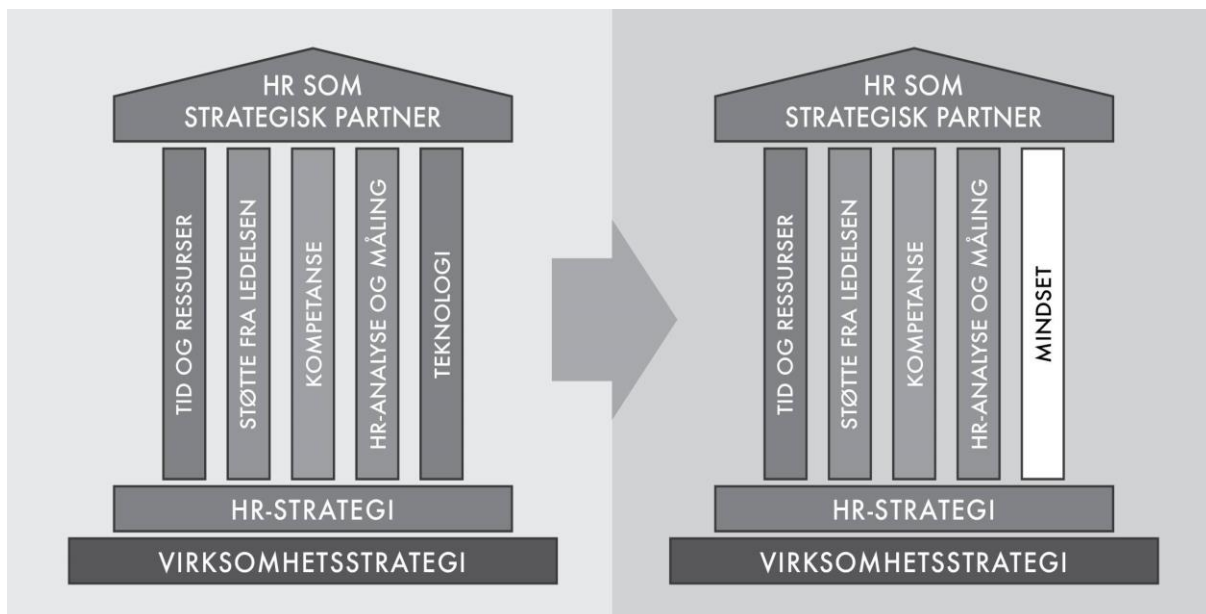 HR SOM
STRATEGISK PARTNER
TID OG RESSURSER
STØTTE FRA LEDELSEN
KOMPETANSE
HR-ANALYSE OG MÅLING
TEKNOLOGI
HR-STRATEGI
VIRKSOMHETSSTRATEGI
HR SOM
STRATEGISK PARTNER
TID OG RESSURSER
STØTTE FRA LEDELSEN
KOMPETANSE
HR-ANALYSE OG MÅLING
MINDSET
HR-STRATEGI
VIRKSOMHETSSTRATEGI